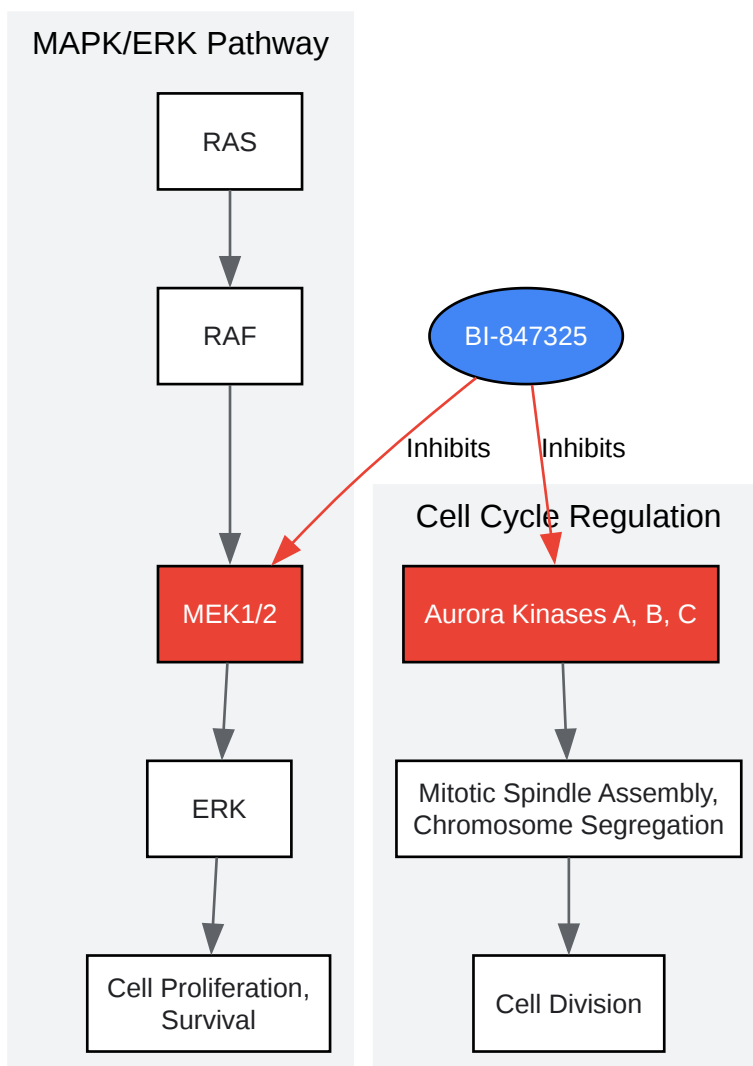 MAPK/ERK Pathway
RAS
RAF
BI-847325
Inhibits
Inhibits
Cell Cycle Regulation
MEK1/2
Aurora Kinases A, B, C
ERK
Mitotic Spindle Assembly,
Chromosome Segregation
Cell Proliferation,
Survival
Cell Division